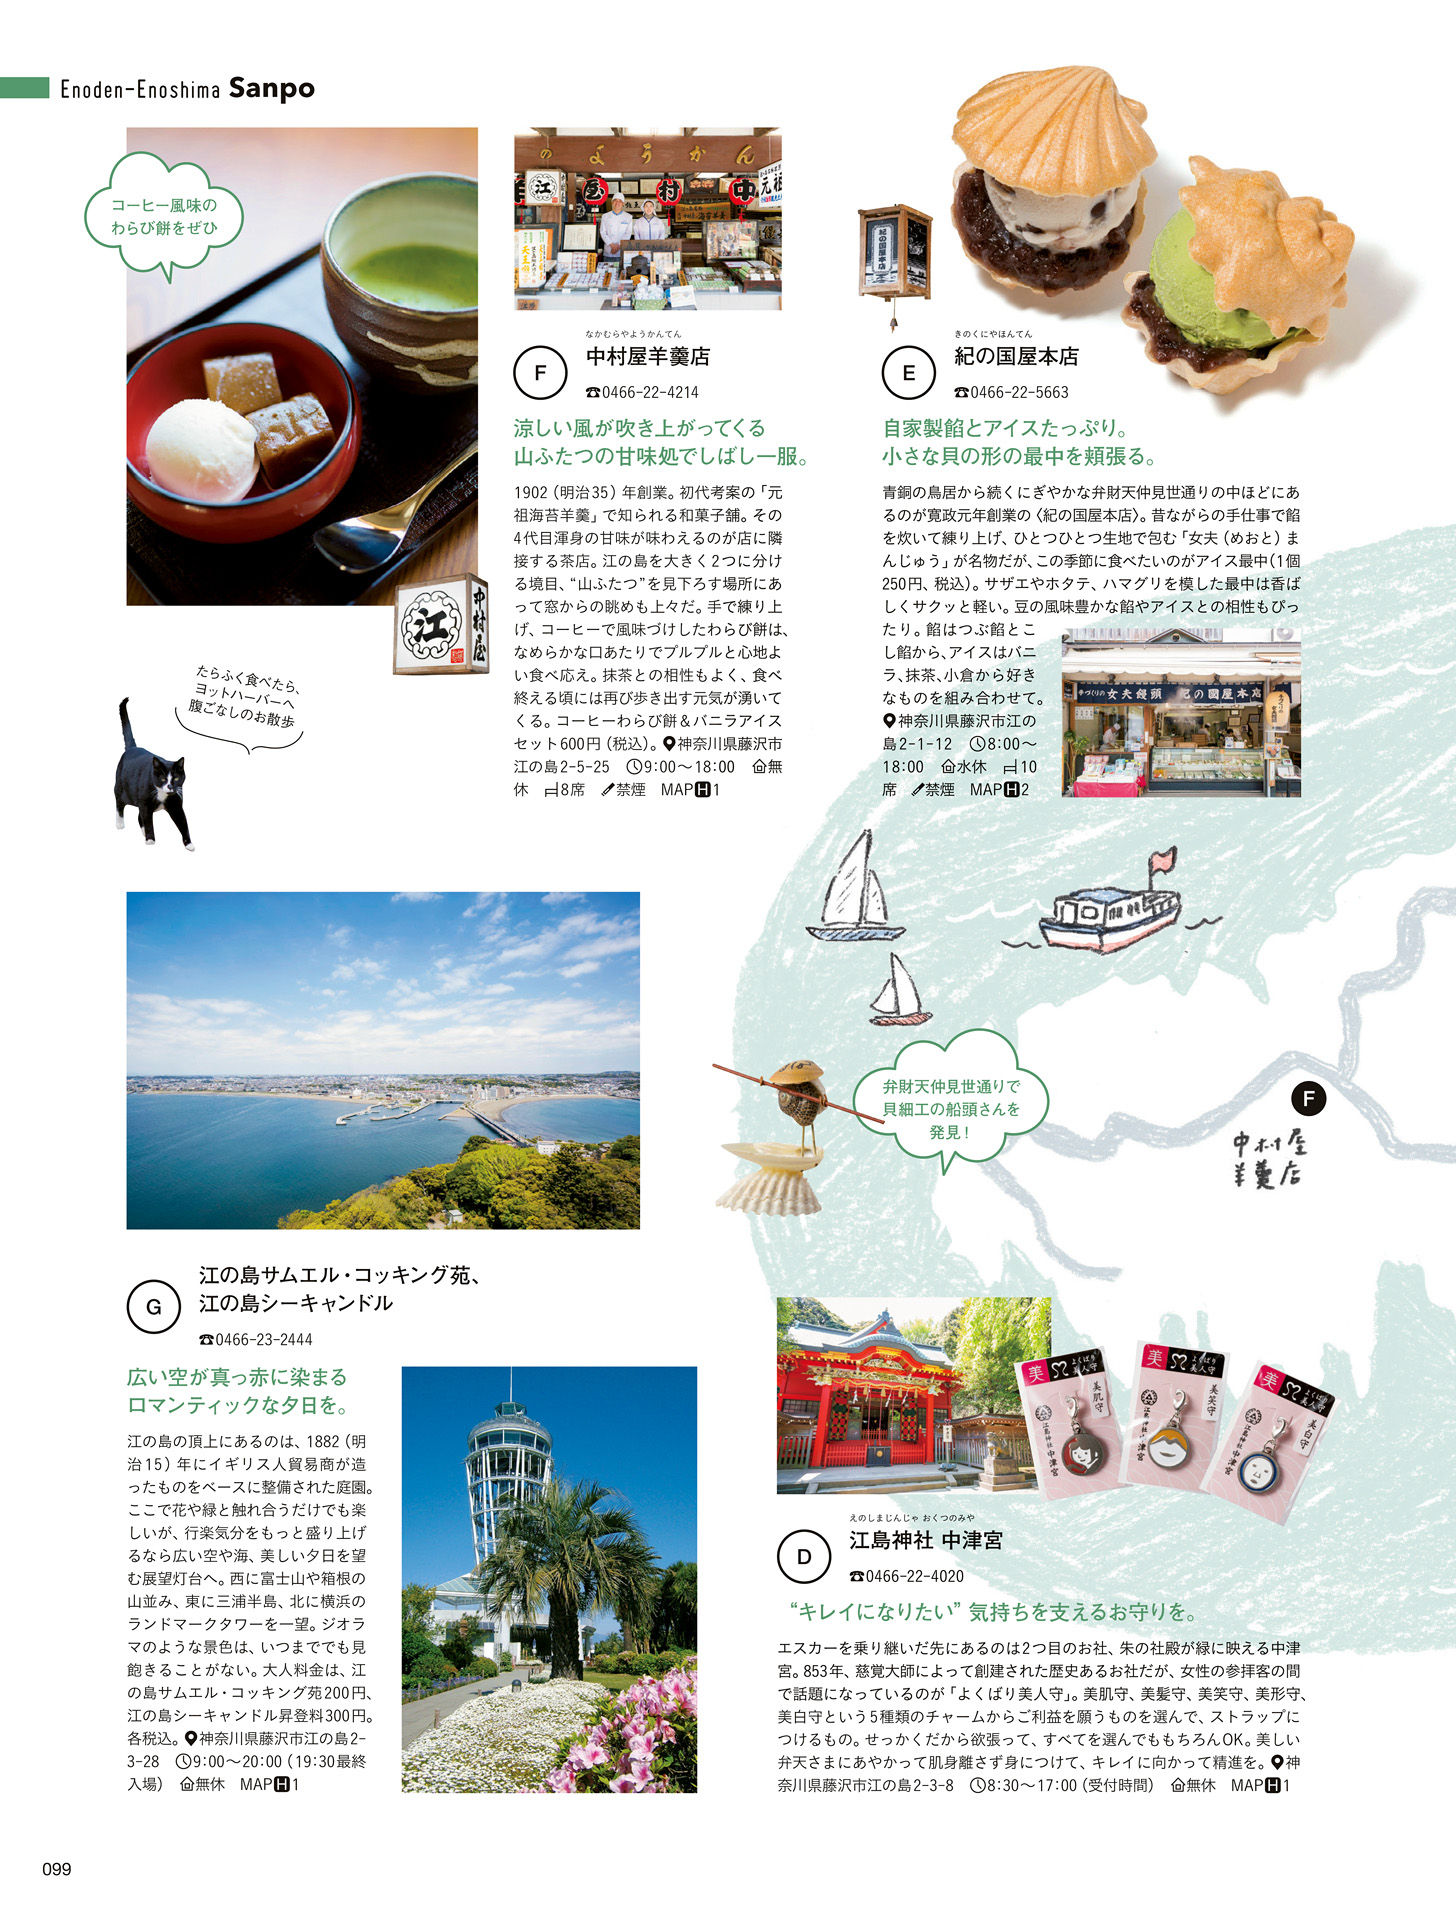 Enoden-Enoshima Sanpo
コーヒー風味の
わらび餅をぜひ
中村屋
江
たらふく食べたら、
ヨットハーバーへ
腹ごなしのお散歩
のようかん
江
屋
村
中
元祖
なかむらやようかんてん
F
中村屋羊羹店
☎0466-22-4214
涼しい風が吹き上がってくる
山ふたつの甘味処でしばし一服。
1902（明治35）年創業。初代考案の「元
祖海苔羊羹」で知られる和菓子舗。その
4代目渾身の甘味が味わえるのが店に隣
接する茶店。江の島を大きく2つに分け
る境目、“山ふたつ”を見下ろす場所にあ
って窓からの眺めも上々だ。手で練り上
げ、コーヒーで風味づけしたわらび餅は、
なめらかな口あたりでプルプルと心地よ
い食べ応え。抹茶との相性もよく、食べ
終える頃には再び歩き出す元気が湧いて
くる。コーヒーわらび餅＆バニラアイス
セット600円（税込）。神奈川県藤沢市
江の島2-5-25　9:00〜18:00　無
休　8席　禁煙　MAP H 1
紀の国屋本店
きのくにやほんてん
E
紀の国屋本店
☎0466-22-5663
自家製餡とアイスたっぷり。
小さな貝の形の最中を頬張る。
青銅の鳥居から続くにぎやかな弁財天仲見世通りの中ほどにあ
るのが寛政元年創業の〈紀の国屋本店〉。昔ながらの手仕事で餡
を炊いて練り上げ、ひとつひとつ生地で包む「女夫（めおと）ま
んじゅう」が名物だが、この季節に食べたいのがアイス最中（1個
250円、税込）。サザエやホタテ、ハマグリを模した最中は香ば
しくサクッと軽い。豆の風味豊かな餡やアイスとの相性もぴっ
たり。餡はつぶ餡とこ
し餡から、アイスはバニ
ラ、抹茶、小倉から好き
なものを組み合わせて。
神奈川県藤沢市江の
島2-1-12　8:00〜
18:00　水休　10
席　禁煙　MAP H 2
手づくりの 女夫饅頭 紀の國屋本店
弁財天仲見世通りで
貝細工の船頭さんを
発見！
F
中村屋
羊羹店
G
江の島サムエル・コッキング苑、
江の島シーキャンドル
☎0466-23-2444
広い空が真っ赤に染まる
ロマンティックな夕日を。
江の島の頂上にあるのは、1882（明
治15）年にイギリス人貿易商が造
ったものをベースに整備された庭園。
ここで花や緑と触れ合うだけでも楽
しいが、行楽気分をもっと盛り上げ
るなら広い空や海、美しい夕日を望
む展望灯台へ。西に富士山や箱根の
山並み、東に三浦半島、北に横浜の
ランドマークタワーを一望。ジオラ
マのような景色は、いつまででも見
飽きることがない。大人料金は、江
の島サムエル・コッキング苑200円、
江の島シーキャンドル昇登料300円。
各税込。神奈川県藤沢市江の島2-
3-28　9:00〜20:00（19:30最終
入場）　無休　MAP H 1
美 よくばり美人守
美肌守
江島神社 中津宮
美 よくばり美人守
美笑守
江島神社 中津宮
美 よくばり美人守
美白守
江島神社 中津宮
えのしまじんじゃ おくつのみや
D
江島神社 中津宮
☎0466-22-4020
“キレイになりたい” 気持ちを支えるお守りを。
エスカーを乗り継いだ先にあるのは2つ目のお社、朱の社殿が緑に映える中津
宮。853年、慈覚大師によって創建された歴史あるお社だが、女性の参拝客の間
で話題になっているのが「よくばり美人守」。美肌守、美髪守、美笑守、美形守、
美白守という5種類のチャームからご利益を願うものを選んで、ストラップに
つけるもの。せっかくだから欲張って、すべてを選んでももちろんOK。美しい
弁天さまにあやかって肌身離さず身につけて、キレイに向かって精進を。神
奈川県藤沢市江の島2-3-8　8:30〜17:00（受付時間）　無休　MAP H 1
099